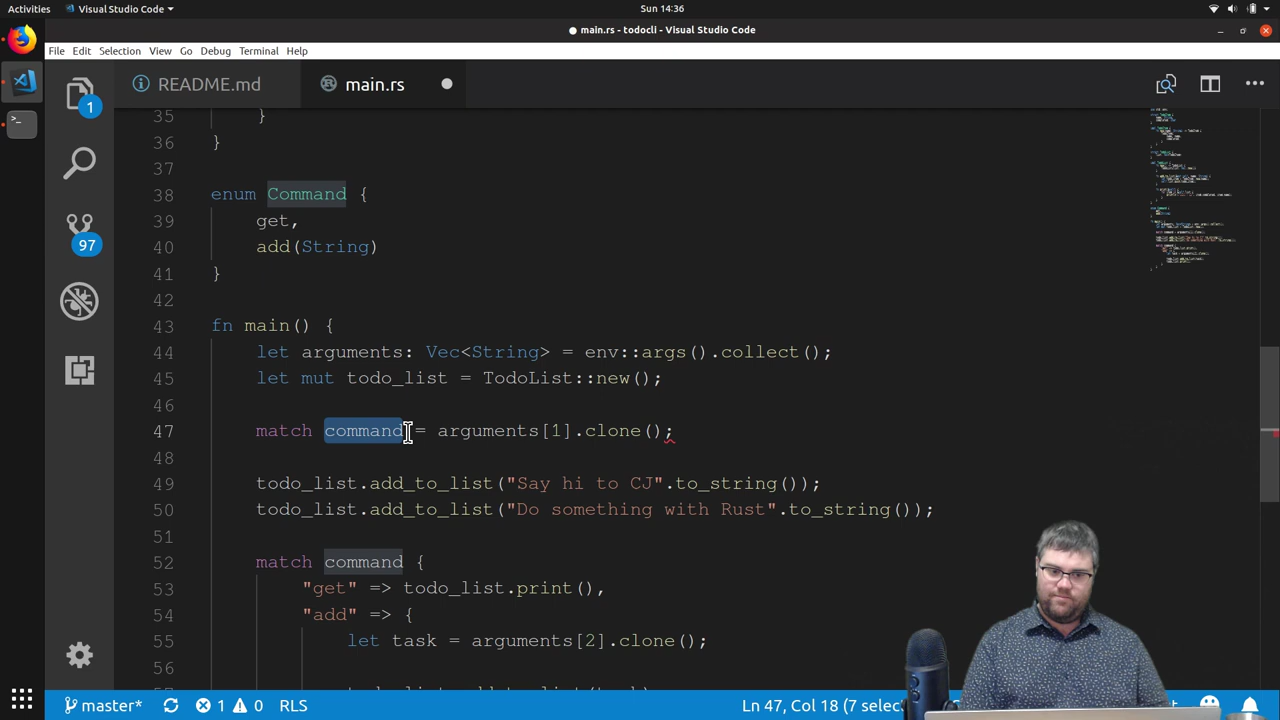 Activities
Visual Studio Code
Sun 14:36
main.rs - todocli - Visual Studio Code
File Edit Selection View Go Debug Terminal Help
README.md
main.rs
1
97
35 }
36 }
37
38 enum Command {
39 get,
40 add(String)
41 }
42
43 fn main() {
44 let arguments: Vec<String> = env::args().collect();
45 let mut todo_list = TodoList::new();
46
47 match command = arguments[1].clone();
48
49 todo_list.add_to_list("Say hi to CJ".to_string());
50 todo_list.add_to_list("Do something with Rust".to_string());
51
52 match command {
53 "get" => todo_list.print(),
54 "add" => {
55 let task = arguments[2].clone();
56
master* 1 0 RLS Ln 47, Col 18 (7 selec